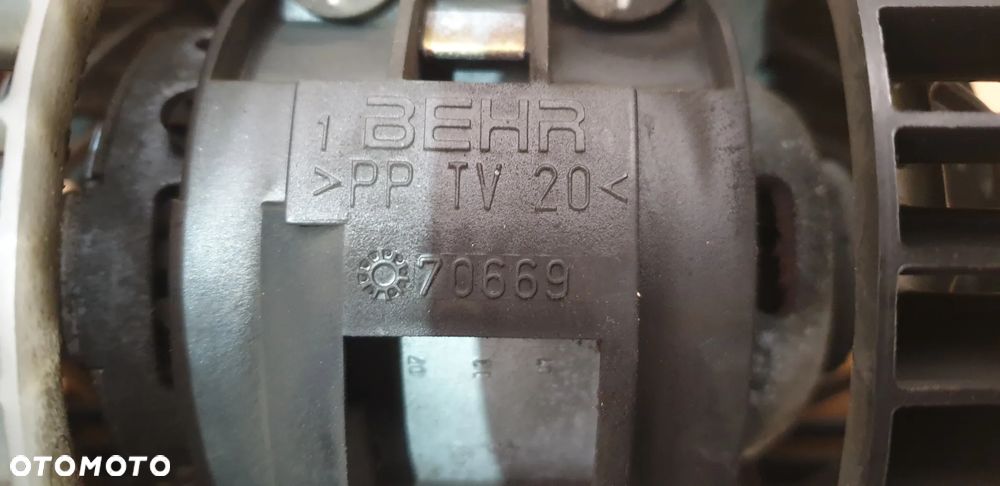 1 BEHR
>PP TV 20<
70669
OTOMOTO